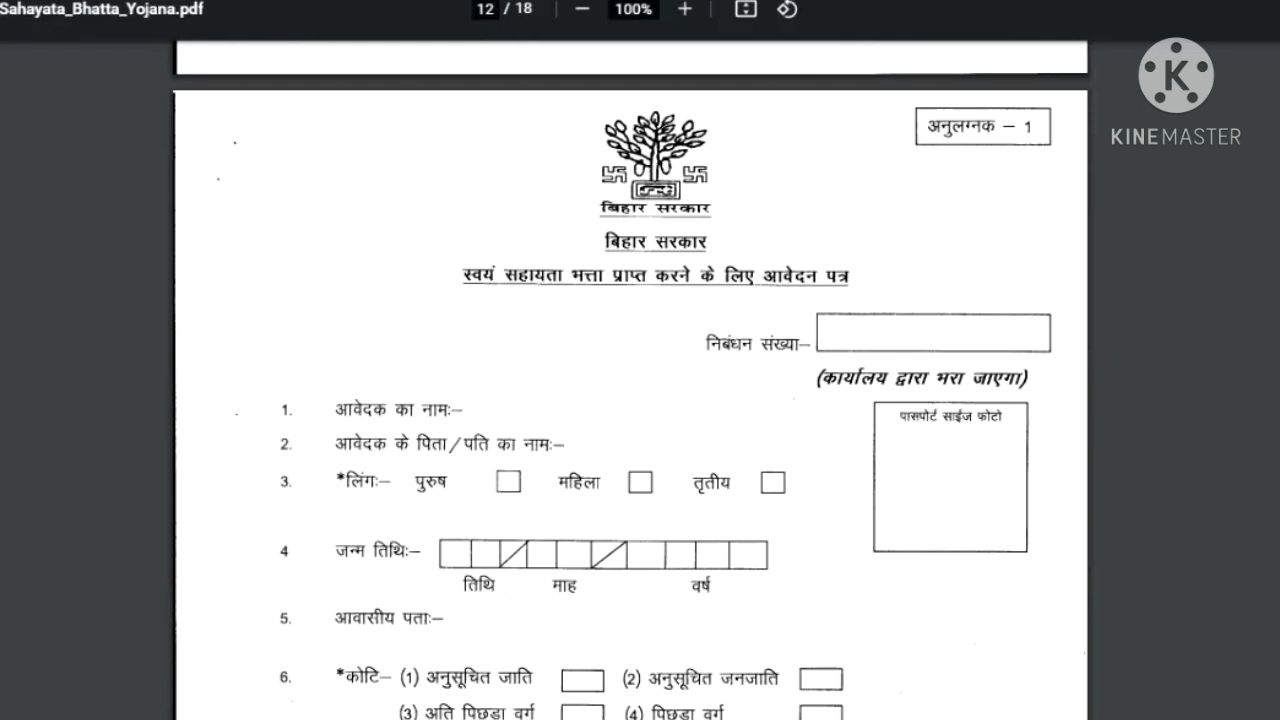 Sahayata_Bhatta_Yojana.pdf
12 / 18
100%
KINEMASTER
अनुलग्नक – 1
बिहार सरकार
बिहार सरकार
स्वयं सहायता भत्ता प्राप्त करने के लिए आवेदन पत्र
निबंधन संख्या–
(कार्यालय द्वारा भरा जाएगा)
पासपोर्ट साईज फोटो
1. आवेदक का नामः–
2. आवेदक के पिता/पति का नामः–
3. *लिंगः– पुरुष महिला तृतीय
4 जन्म तिथिः–
तिथि माह वर्ष
5. आवासीय पताः–
6. *कोटि– (1) अनुसूचित जाति (2) अनुसूचित जनजाति
(3) अति पिछड़ा वर्ग (4) पिछड़ा वर्ग